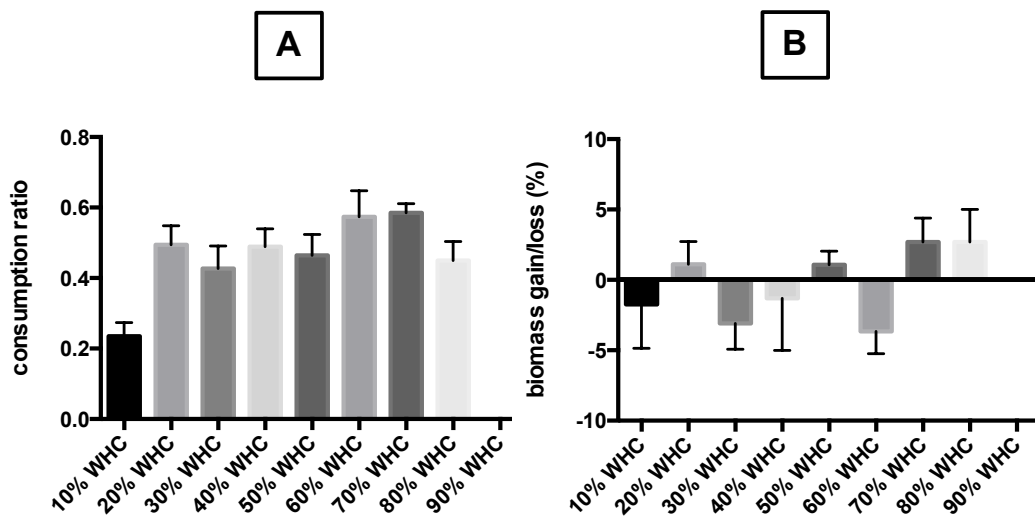 A
B
consumption ratio
0.8
0.6
0.4
0.2
0.0
10% WHC
20% WHC
30% WHC
40% WHC
50% WHC
60% WHC
70% WHC
80% WHC
90% WHC
biomass gain/loss (%)
10
5
0
-5
-10
10% WHC
20% WHC
30% WHC
40% WHC
50% WHC
60% WHC
70% WHC
80% WHC
90% WHC